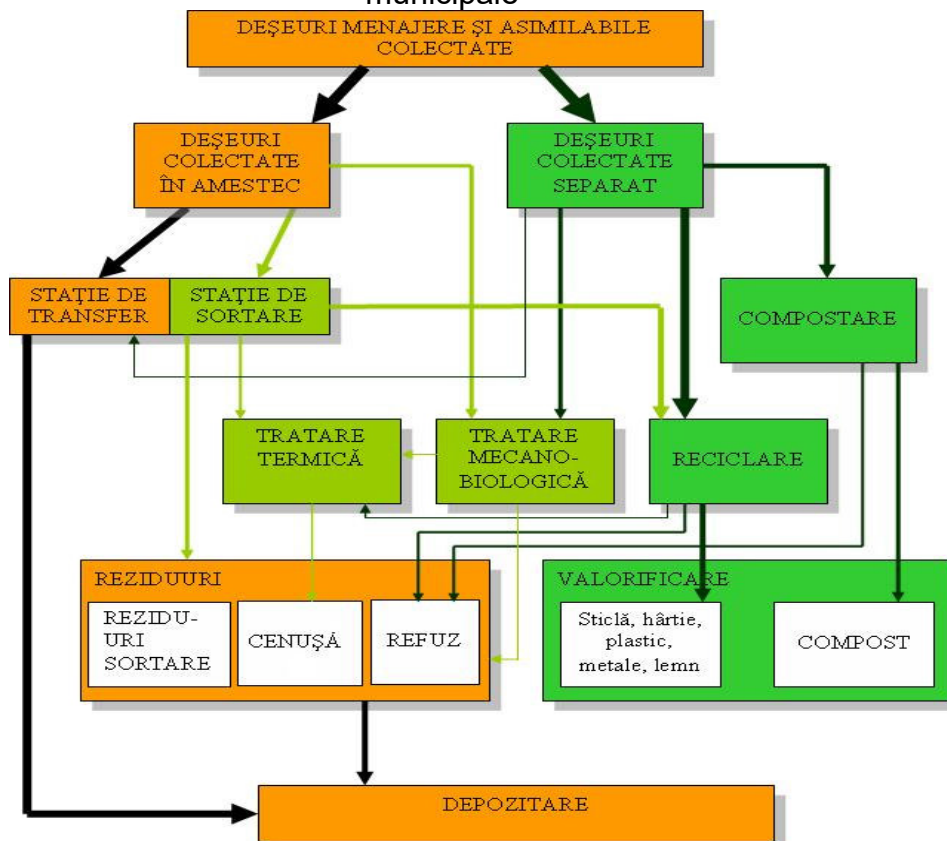 municipale
DEŞEURI MENAJERE ŞI ASIMILABILE
COLECTATE
DEŞEURI
COLECTATE
ÎN AMESTEC
DEŞEURI
COLECTATE
SEPARAT
STAŢIE DE
TRANSFER
STAŢIE DE
SORTARE
COMPOSTARE
TRATARE
TERMICĂ
TRATARE
MECANO-
BIOLOGICĂ
RECICLARE
REZIDUURI
REZIDU-
URI
SORTARE
CENUŞĂ
REFUZ
VALORIFICARE
Sticlă, hârtie,
plastic,
metale, lemn
COMPOST
DEPOZITARE